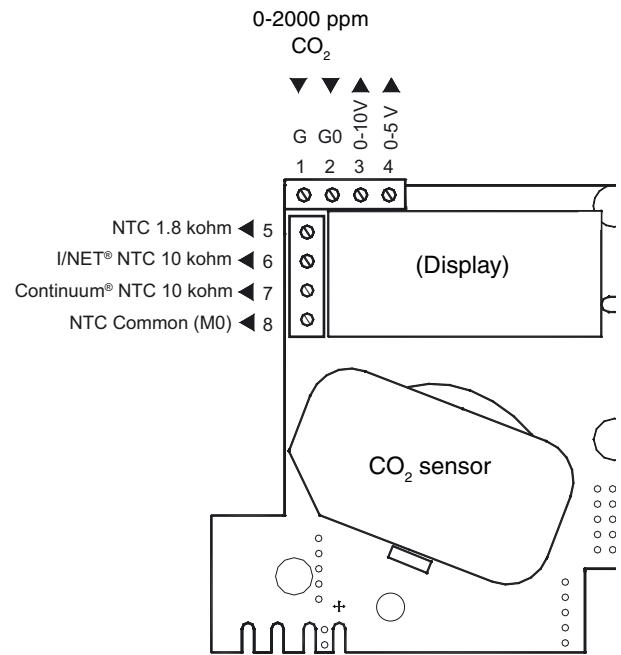 0-2000 ppm
CO₂
G G0 0-10V 0-5 V
1 2 3 4
NTC 1.8 kohm 5
I/NET® NTC 10 kohm 6
Continuum® NTC 10 kohm 7
NTC Common (M0) 8
(Display)
CO₂ sensor